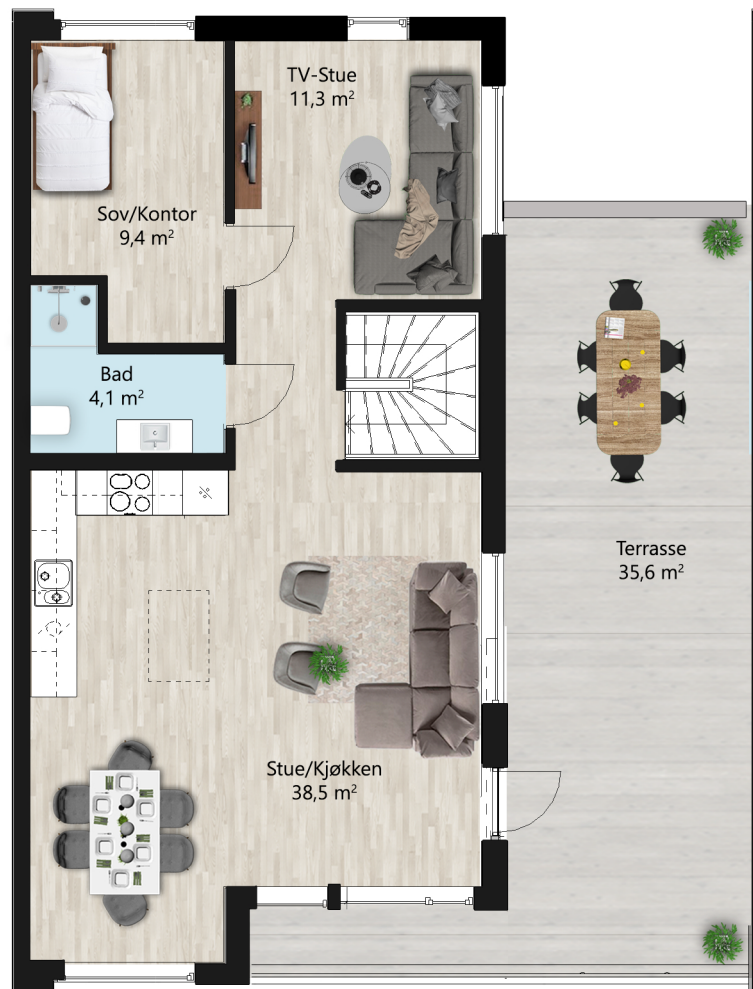 TV-Stue
11,3 m²
Sov/Kontor
9,4 m²
Bad
4,1 m²
Terrasse
35,6 m²
Stue/Kjøkken
38,5 m²